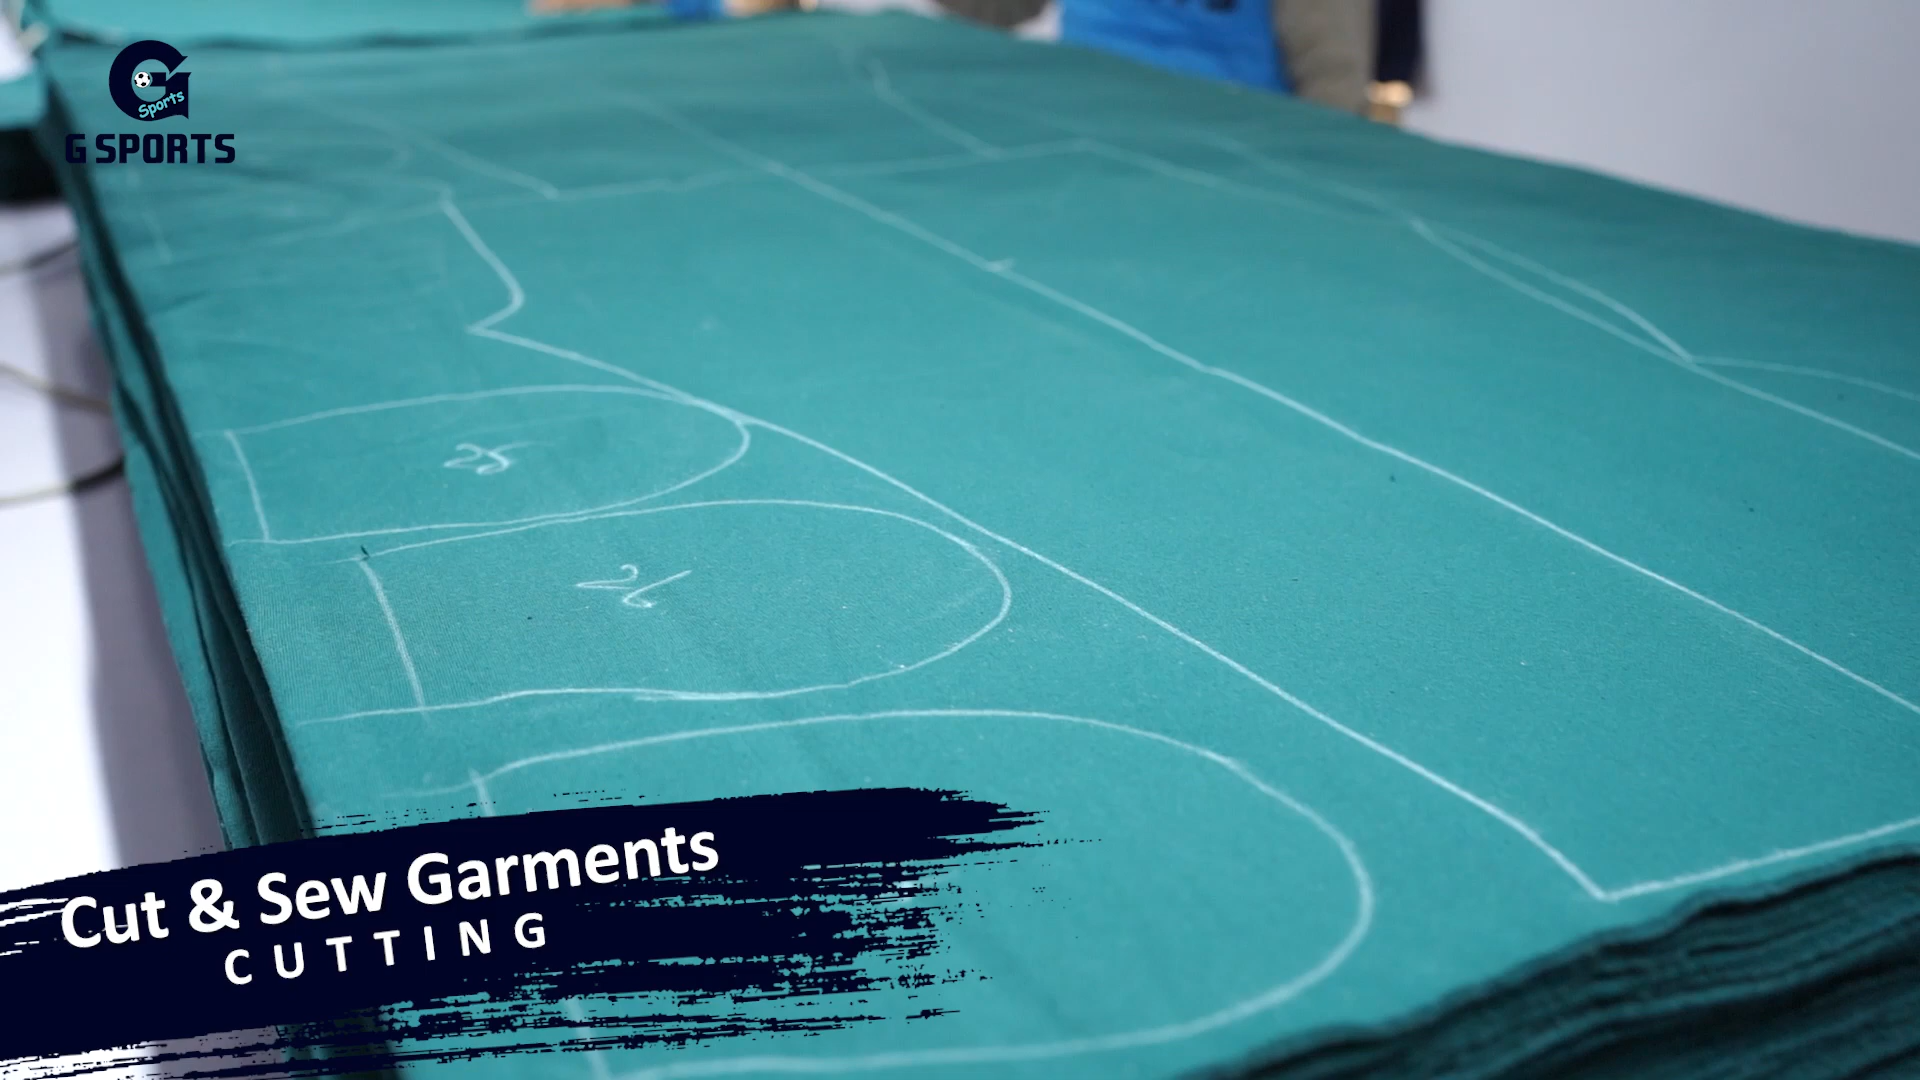 G
Sports
G SPORTS
Cut & Sew Garments
CUTTING